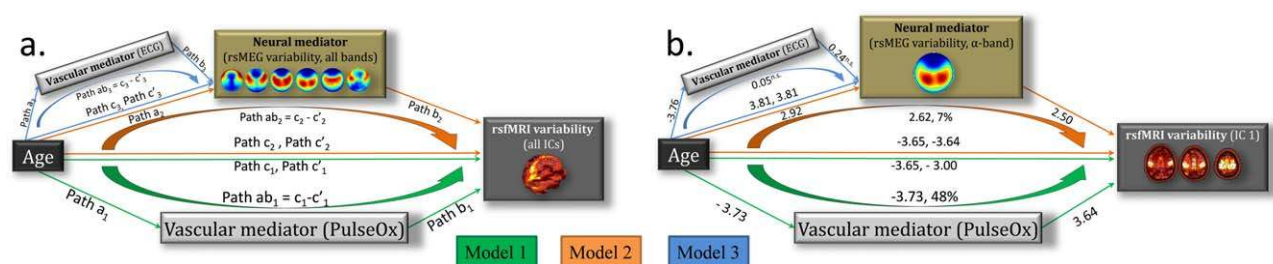 a.
Vascular mediator (ECG)
Path a₃
Path b₃
Path ab₃ = c₃ - c'₃
Path c₃, Path c'₃
Path a₂
Neural mediator
(rsMEG variability, all bands)
Path b₂
Path ab₂ = c₂ - c'₂
Path c₂ , Path c'₂
Age
rsfMRI variability
(all ICs)
Path c₁, Path c'₁
Path ab₁ = c₁-c'₁
Path a₁
Vascular mediator (PulseOx)
Path b₁
b.
Vascular mediator (ECG)
-3.76
0.24ⁿ·ˢ·
0.05ⁿ·ˢ·
3.81, 3.81
2.92
Neural mediator
(rsMEG variability, α-band)
2.50
2.62, 7%
-3.65, -3.64
Age
rsfMRI variability (IC 1)
-3.65, - 3.00
-3.73, 48%
- 3.73
Vascular mediator (PulseOx)
3.64
Model 1
Model 2
Model 3